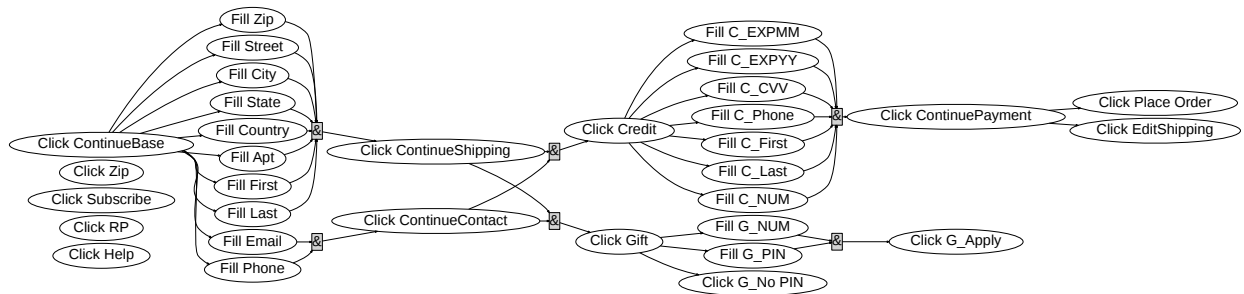 Click ContinueBase
Click Zip
Click Subscribe
Click RP
Click Help
Fill Zip
Fill Street
Fill City
Fill State
Fill Country
Fill Apt
Fill First
Fill Last
Fill Email
Fill Phone
&
&
Click ContinueShipping
Click ContinueContact
&
&
Click Credit
Click Gift
Fill C_EXPMM
Fill C_EXPYY
Fill C_CVV
Fill C_Phone
Fill C_First
Fill C_Last
Fill C_NUM
Fill G_NUM
Fill G_PIN
Click G_No PIN
&
&
Click ContinuePayment
Click G_Apply
Click Place Order
Click EditShipping